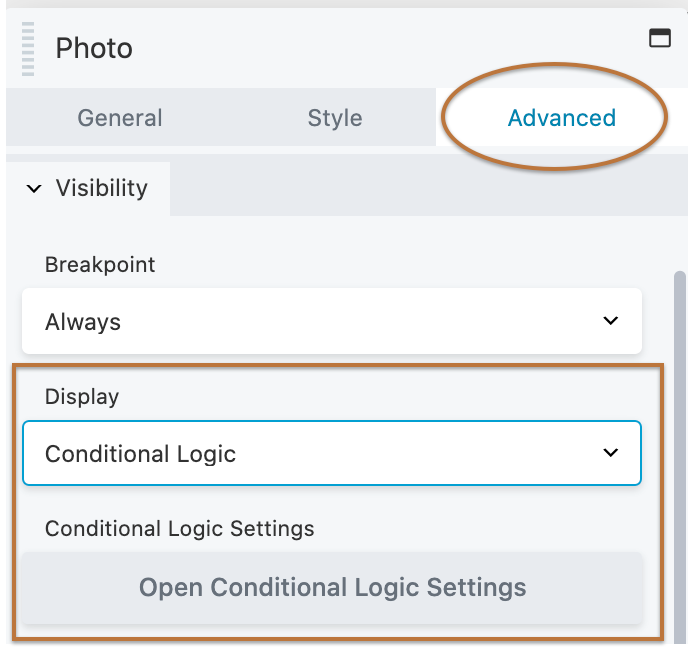 Photo
General Style Advanced
Visibility
Breakpoint
Always
Display
Conditional Logic
Conditional Logic Settings
Open Conditional Logic Settings